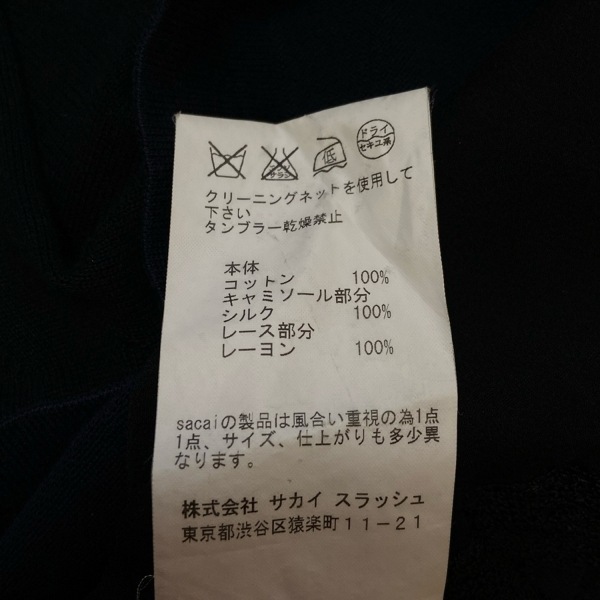 ドライ
セキユ系
エンソ
サラシ
低
クリーニングネットを使用して
下さい
タンブラー乾燥禁止
本体
コットン 100%
キャミソール部分
シルク 100%
レース部分
レーヨン 100%
sacaiの製品は風合い重視の為1点
1点、サイズ、仕上がりも多少異
なります。
株式会社 サカイ スラッシュ
東京都渋谷区猿楽町11-21